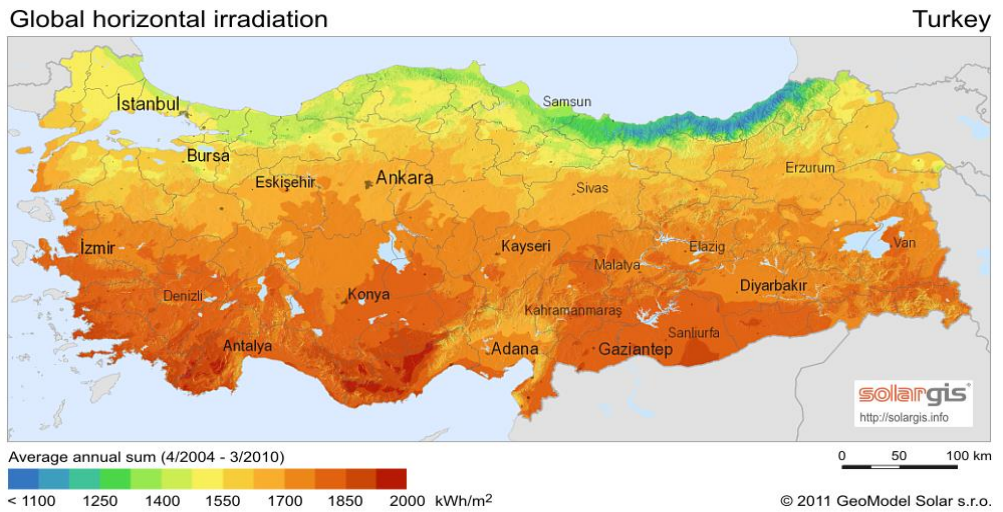 Global horizontal irradiation
Turkey
İstanbul
Samsun
Bursa
Eskişehir
Ankara
Erzurum
Sivas
İzmir
Kayseri
Elazig
Van
Malatya
Diyarbakır
Denizli
Konya
Kahramanmaraş
Sanliurfa
Antalya
Adana
Gaziantep
solargis
http://solargis.info
Average annual sum (4/2004 - 3/2010)
0 50 100 km
< 1100 1250 1400 1550 1700 1850 2000 kWh/m²
© 2011 GeoModel Solar s.r.o.